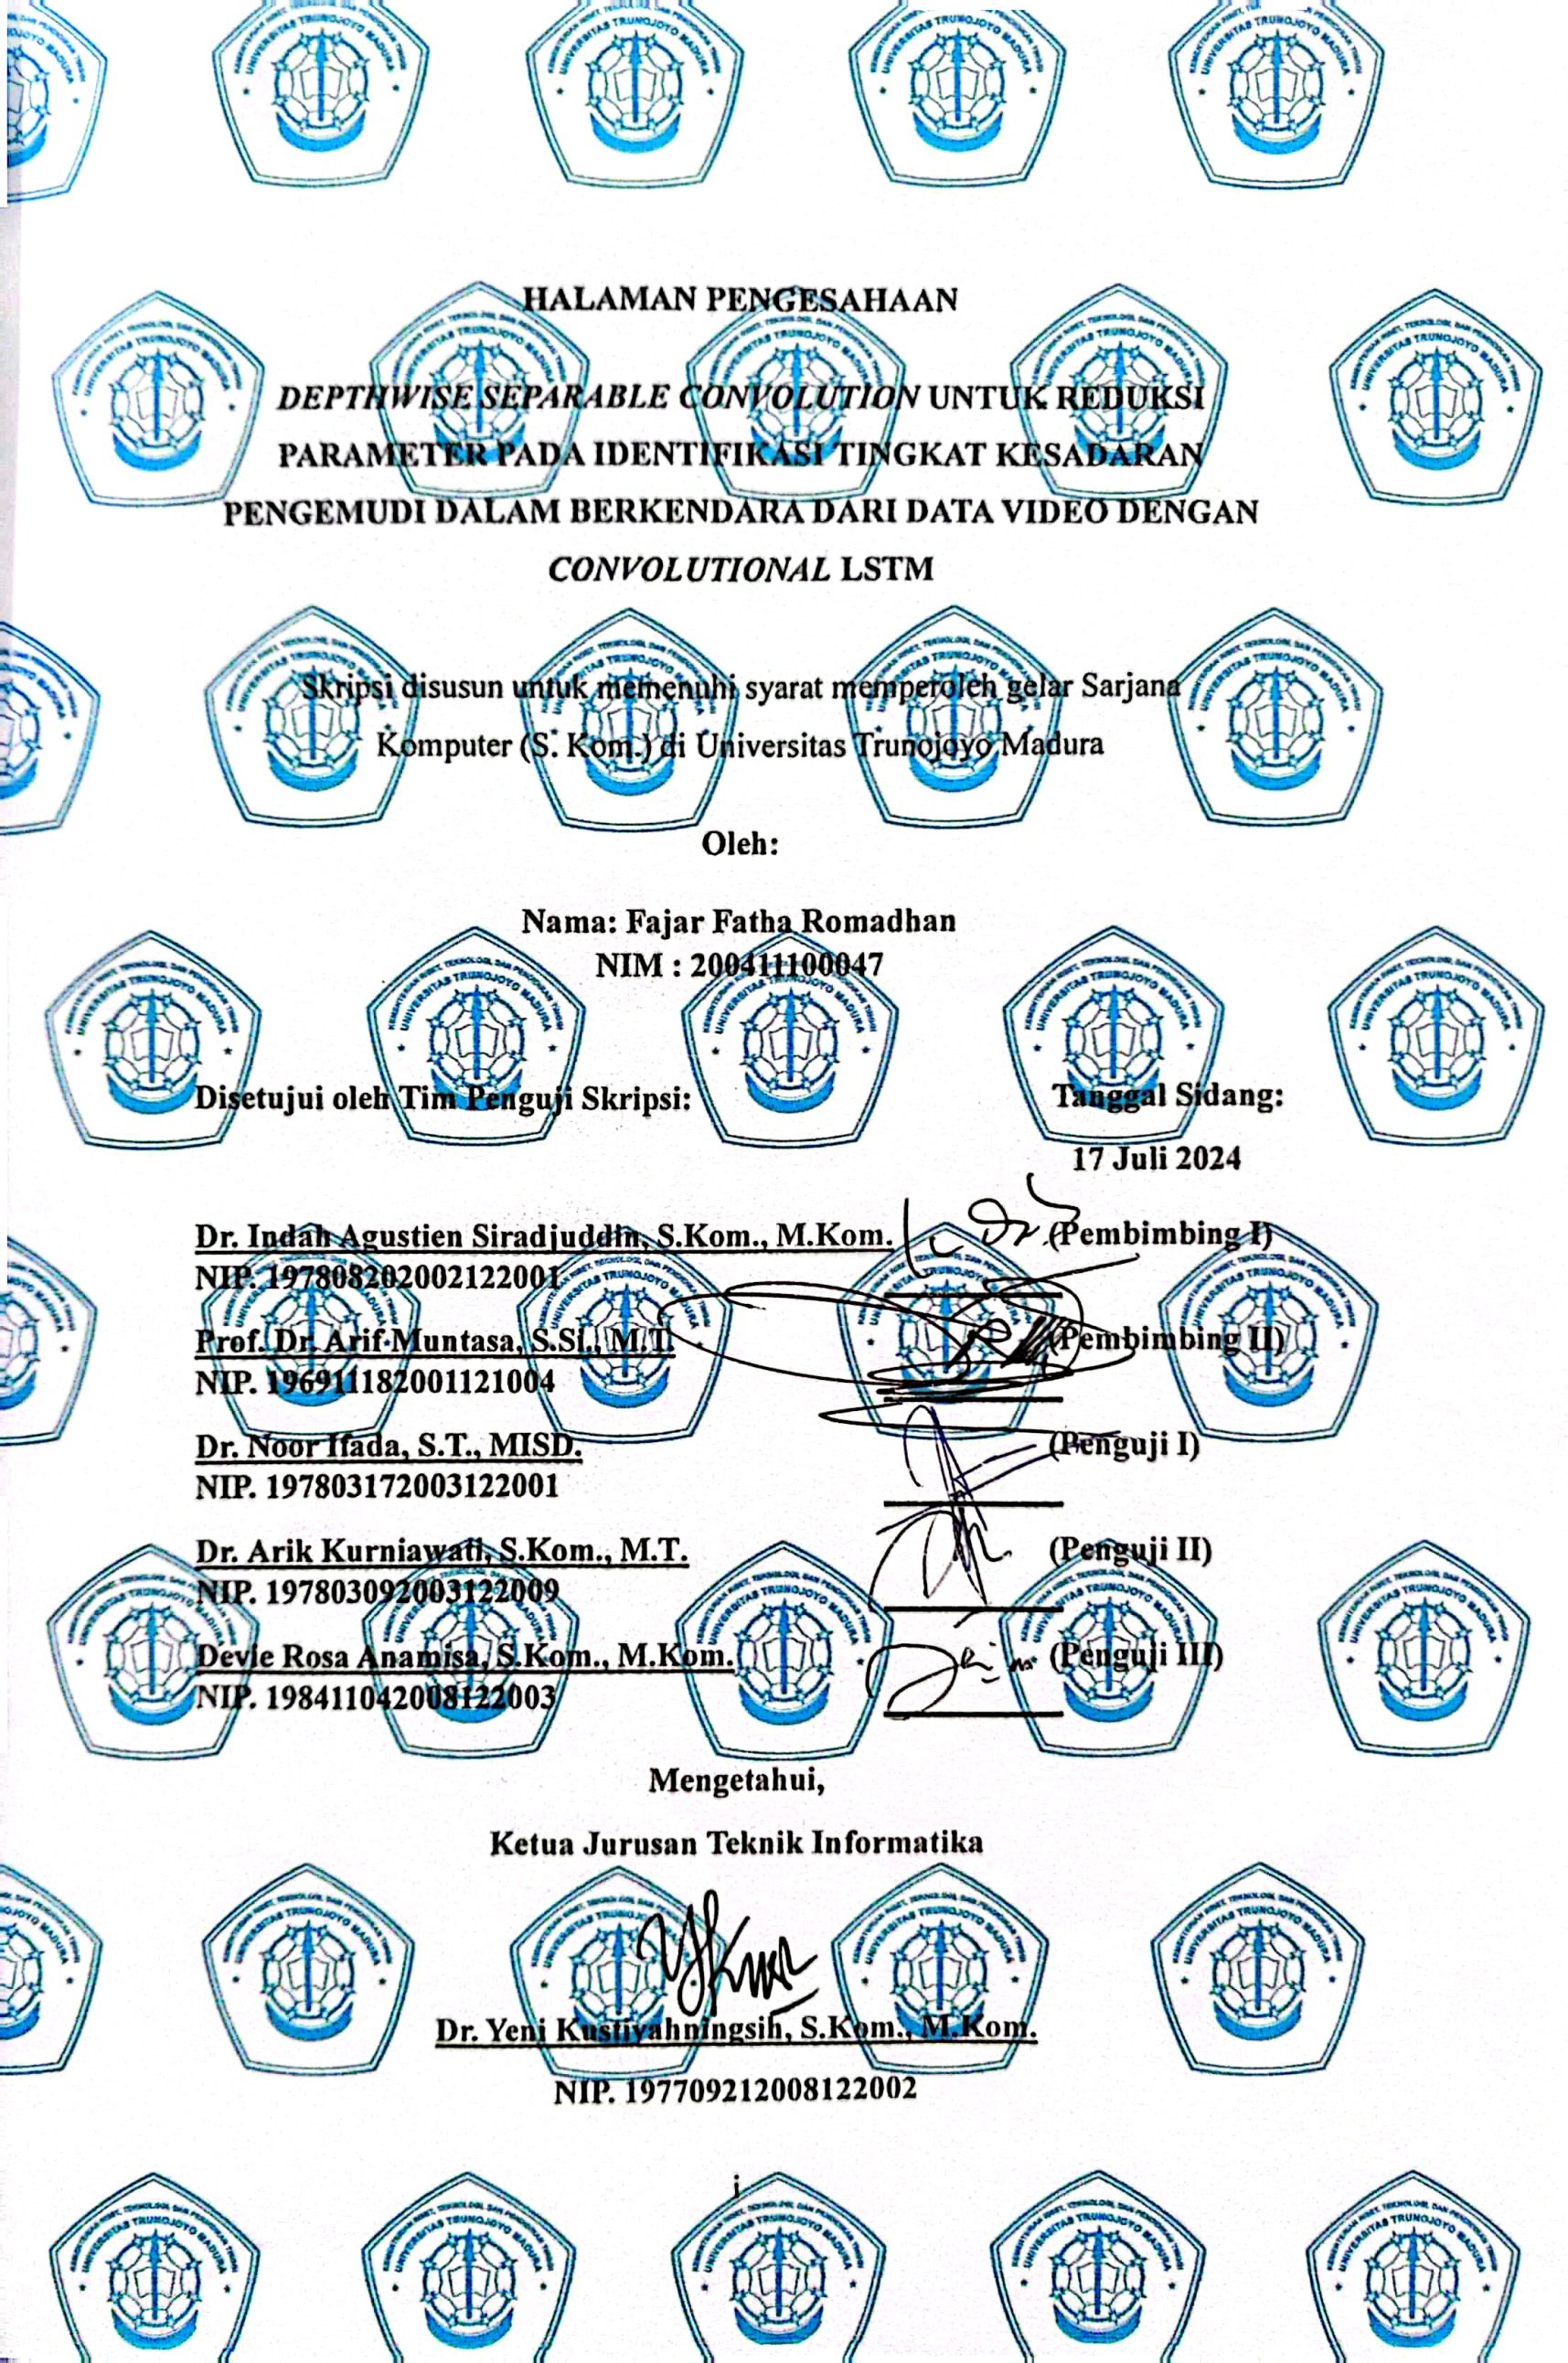 HALAMAN PENGESAHAAN
DEPTHWISE SEPARABLE CONVOLUTION UNTUK REDUKSI
PARAMETER PADA IDENTIFIKASI TINGKAT KESADARAN
PENGEMUDI DALAM BERKENDARA DARI DATA VIDEO DENGAN
CONVOLUTIONAL LSTM
Skripsi disusun untuk memenuhi syarat memperoleh gelar Sarjana
Komputer (S. Kom.) di Universitas Trunojoyo Madura
Oleh:
Nama: Fajar Fatha Romadhan
NIM : 200411100047
Disetujui oleh Tim Penguji Skripsi: Tanggal Sidang:
17 Juli 2024
Dr. Indah Agustien Siradjuddin, S.Kom., M.Kom. (Pembimbing I)
NIP. 197808202002122001
Prof. Dr. Arif Muntasa, S.Si., M.T. (Pembimbing II)
NIP. 196911182001121004
Dr. Noor Ifada, S.T., MISD. (Penguji I)
NIP. 197803172003122001
Dr. Arik Kurniawati, S.Kom., M.T. (Penguji II)
NIP. 197803092003122009
Devie Rosa Anamisa, S.Kom., M.Kom. (Penguji III)
NIP. 198411042008122003
Mengetahui,
Ketua Jurusan Teknik Informatika
Dr. Yeni Kustiyahningsih, S.Kom., M.Kom.
NIP. 197709212008122002
i